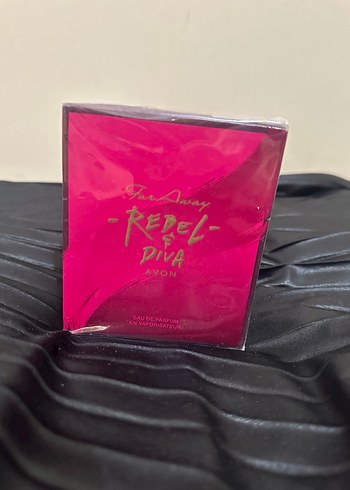 Far Away
- REBEL -
&
DIVA
AVON
EAU DE PARFUM
EN VAPORISATEUR